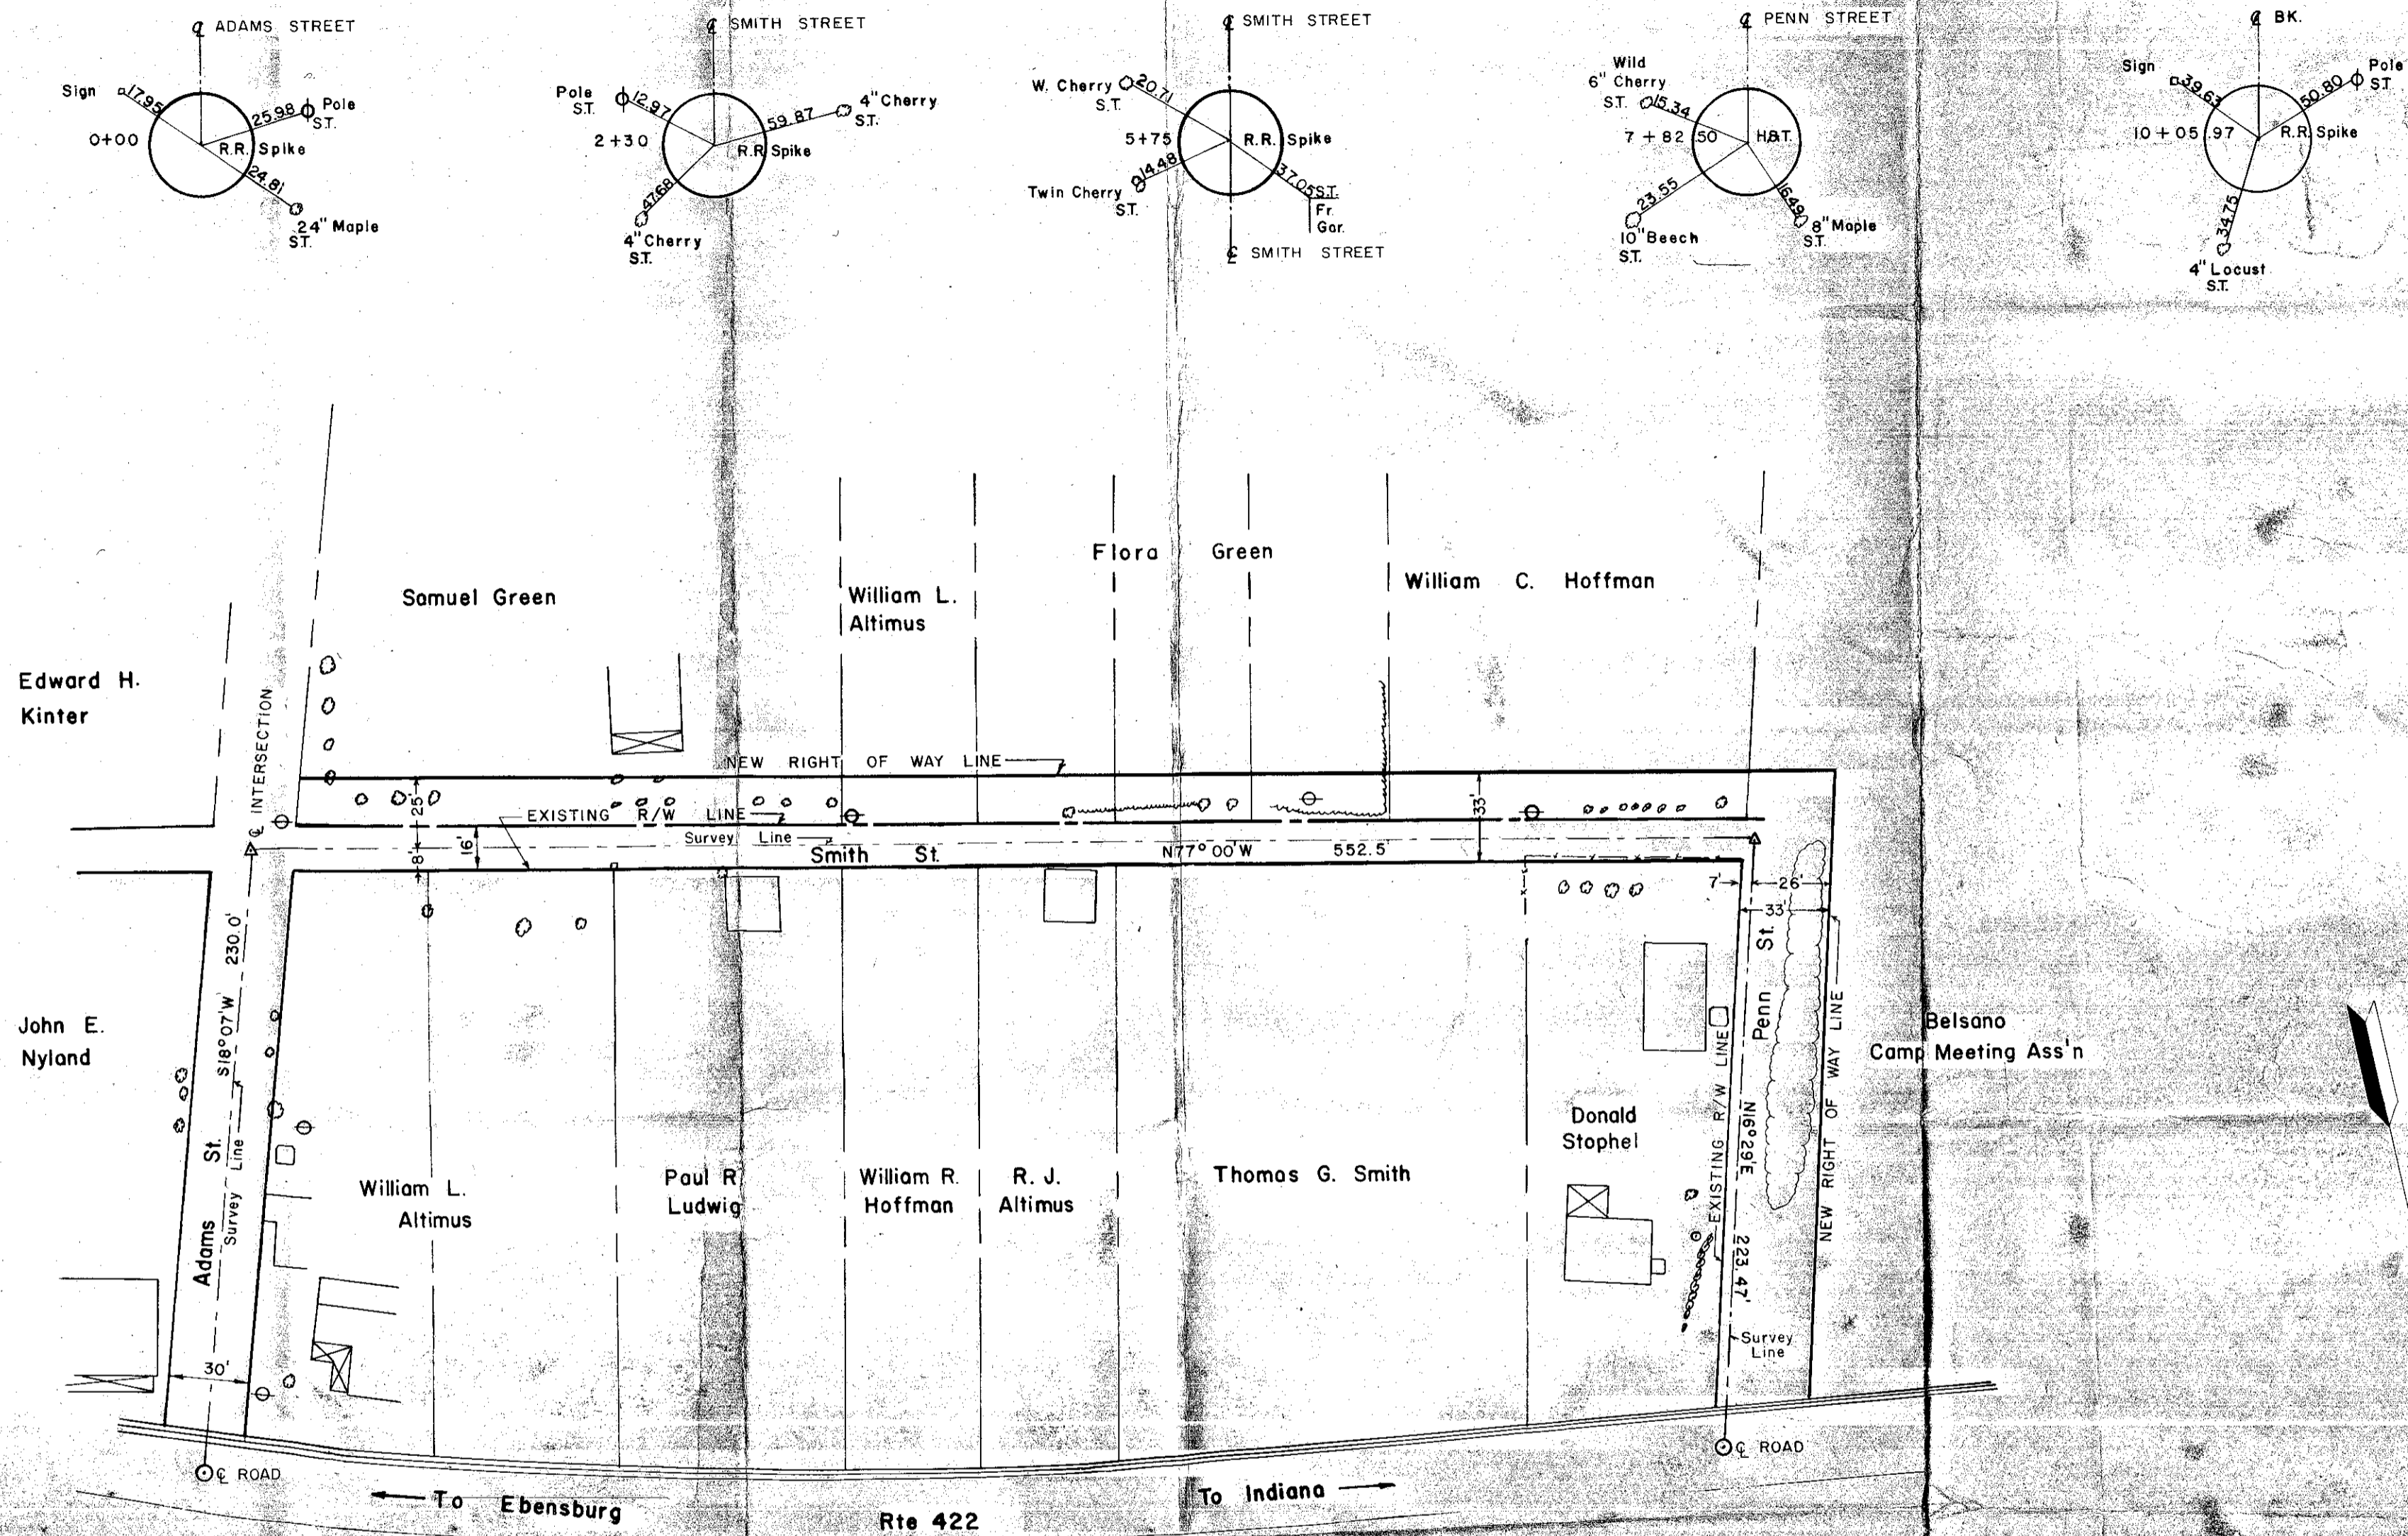 ℄ ADAMS STREET
Sign
17.95
25.98
Pole
S.T.
0+00
R.R. Spike
24.81
24" Maple
S.T.
℄ SMITH STREET
Pole
S.T.
12.97
59.87
4" Cherry
S.T.
2+30
R.R. Spike
47.68
4" Cherry
S.T.
℄ SMITH STREET
W. Cherry
S.T.
20.71
5+75
R.R. Spike
14.48
Twin Cherry
S.T.
37.05
S.T.
Fr.
Gar.
℄ SMITH STREET
℄ PENN STREET
Wild
6" Cherry
S.T.
15.34
7 + 82.50
H.&T.
23.55
10" Beech
S.T.
16.49
8" Maple
S.T.
℄ BK.
Sign
39.63
50.80
Pole
S.T.
10 + 05.97
R.R. Spike
34.75
4" Locust
S.T.
Flora Green
William C. Hoffman
Samuel Green
William L.
Altimus
Edward H.
Kinter
℄ INTERSECTION
NEW RIGHT OF WAY LINE
25'
EXISTING R/W LINE
33'
16'
8'
Survey Line
Smith St.
N77°00'W 552.5'
7'
26'
33'
S18°07'W 230.0'
Adams St.
Survey Line
30'
John E.
Nyland
William L.
Altimus
Paul R.
Ludwig
William R.
Hoffman
R. J.
Altimus
Thomas G. Smith
Donald
Stophel
EXISTING R/W LINE
Penn St.
N16°29'E 223.47'
Survey
Line
NEW RIGHT OF WAY LINE
Belsano
Camp Meeting Ass'n
℄ ROAD
℄ ROAD
To Ebensburg
To Indiana
Rte 422